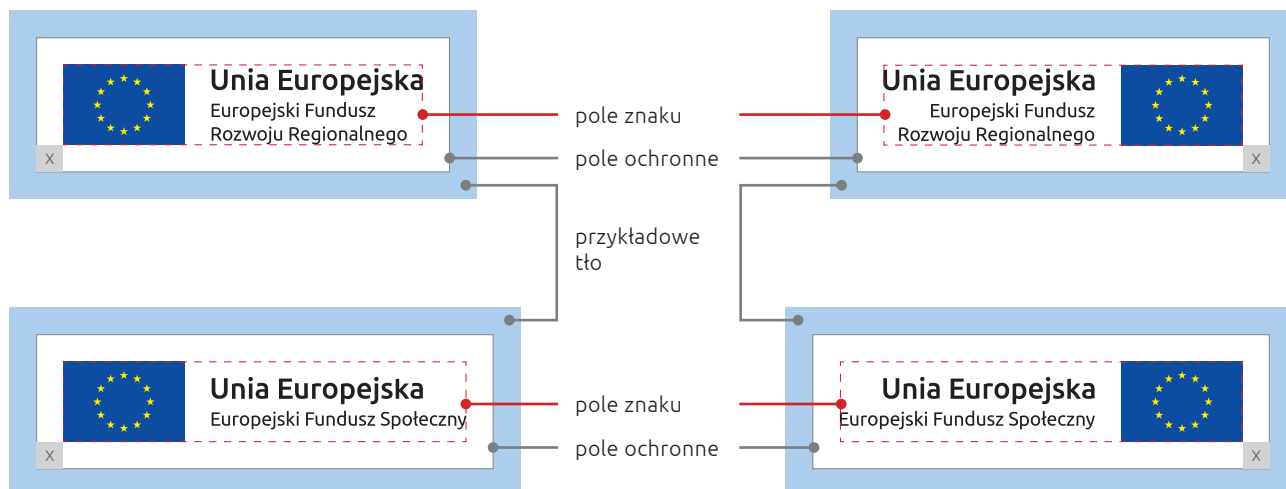 Unia Europejska
Europejski Fundusz
Rozwoju Regionalnego
X
pole znaku
pole ochronne
przykładowe
tło
Unia Europejska
Europejski Fundusz
Rozwoju Regionalnego
X
Unia Europejska
Europejski Fundusz Społeczny
X
pole znaku
pole ochronne
Unia Europejska
Europejski Fundusz Społeczny
X